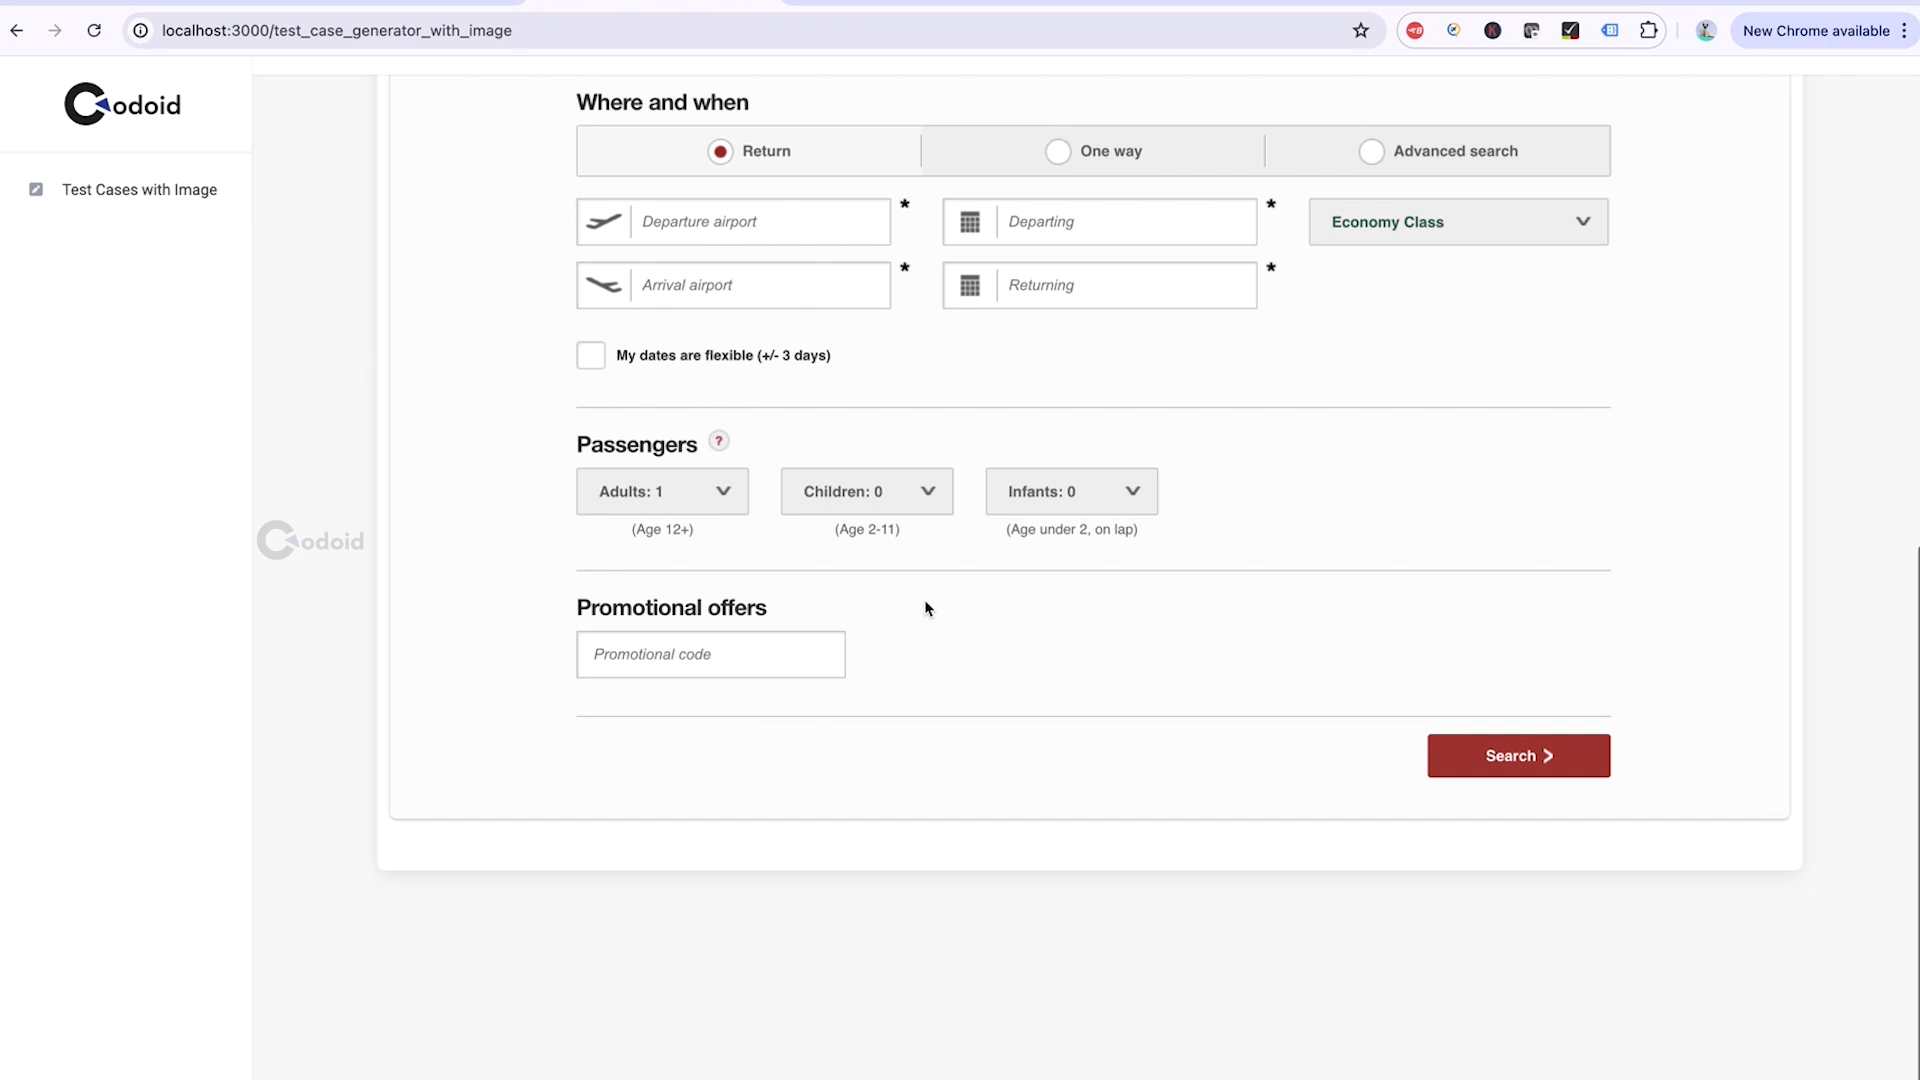 localhost:3000/test_case_generator_with_image
New Chrome available
Codoid
Test Cases with Image
Where and when
Return
One way
Advanced search
Departure airport *
Departing *
Economy Class
Arrival airport *
Returning *
My dates are flexible (+/- 3 days)
Passengers ?
Adults: 1
Children: 0
Infants: 0
(Age 12+)
(Age 2-11)
(Age under 2, on lap)
Codoid
Promotional offers
Promotional code
Search >